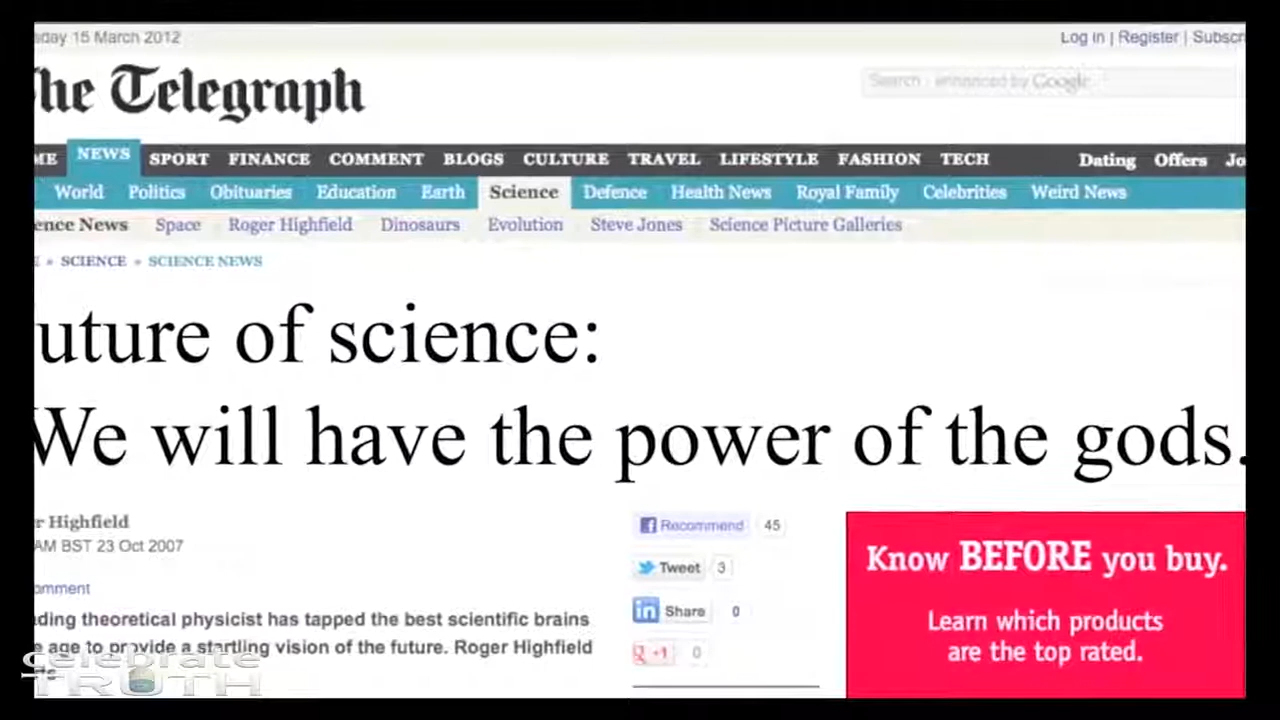 day 15 March 2012
Log in | Register | Subscr
he Telegraph
Search - enhanced by Google
ME NEWS SPORT FINANCE COMMENT BLOGS CULTURE TRAVEL LIFESTYLE FASHION TECH Dating Offers Jo
World Politics Obituaries Education Earth Science Defence Health News Royal Family Celebrities Weird News
ence News Space Roger Highfield Dinosaurs Evolution Steve Jones Science Picture Galleries
» SCIENCE » SCIENCE NEWS
uture of science:
We will have the power of the gods.
r Highfield
AM BST 23 Oct 2007
omment
ding theoretical physicist has tapped the best scientific brains
e age to provide a startling vision of the future. Roger Highfield
Recommend 45
Tweet 3
in Share 0
+1 0
Know BEFORE you buy.
Learn which products
are the top rated.
celebrate
TRUTH